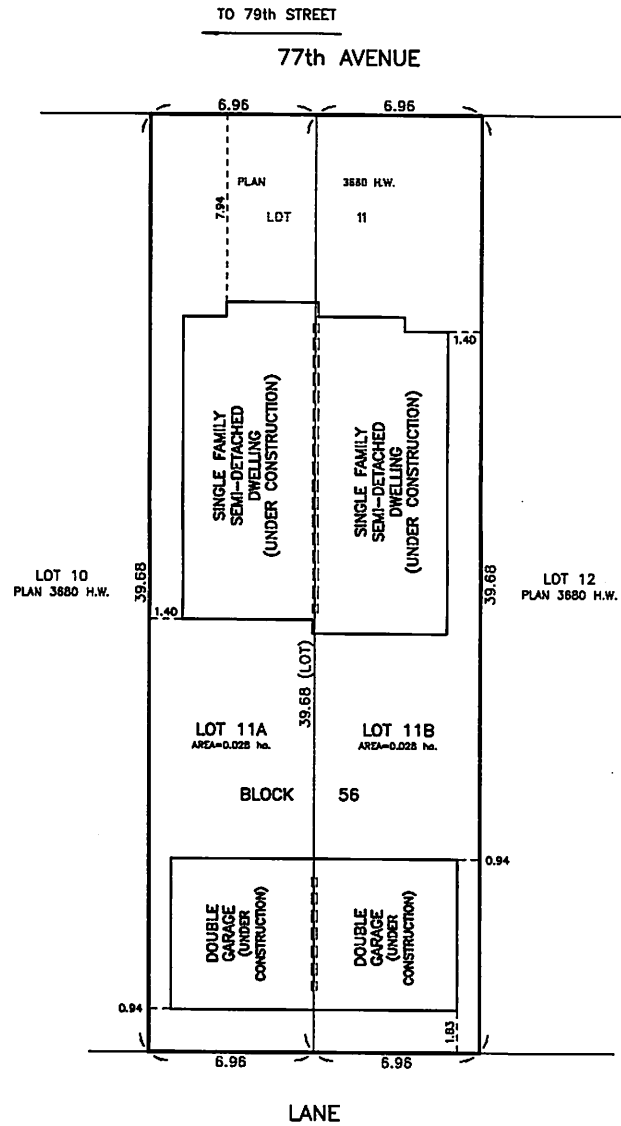 TO 79th STREET
77th AVENUE
6.96 6.96
PLAN 3680 H.W.
7.94
LOT 11
1.40
SINGLE FAMILY
SEMI-DETACHED
DWELLING
(UNDER CONSTRUCTION)
SINGLE FAMILY
SEMI-DETACHED
DWELLING
(UNDER CONSTRUCTION)
LOT 10
PLAN 3680 H.W.
39.68
39.68
LOT 12
PLAN 3680 H.W.
1.40
39.68 (LOT)
LOT 11A
AREA=0.028 ha.
LOT 11B
AREA=0.028 ha.
BLOCK 56
0.94
DOUBLE
GARAGE
(UNDER
CONSTRUCTION)
DOUBLE
GARAGE
(UNDER
CONSTRUCTION)
0.94
1.83
6.96 6.96
LANE